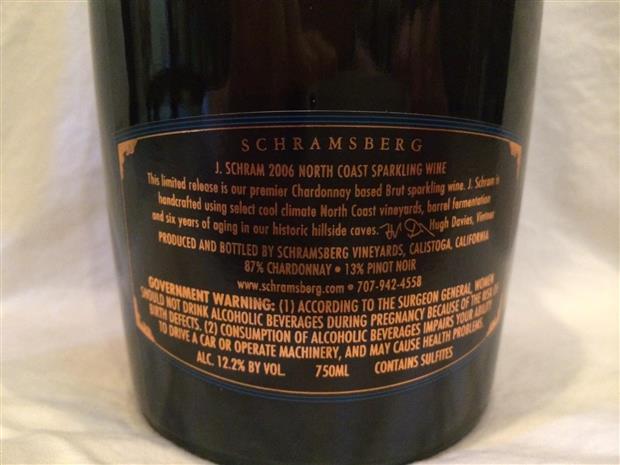 SCHRAMSBERG
J. SCHRAM 2006 NORTH COAST SPARKLING WINE
This limited release is our premier Chardonnay based Brut sparkling wine. J. Schram is
handcrafted using select cool climate North Coast vineyards, barrel fermentation
and six years of aging in our historic hillside caves. Hugh Davies, Vintner
PRODUCED AND BOTTLED BY SCHRAMSBERG VINEYARDS, CALISTOGA, CALIFORNIA
87% CHARDONNAY • 13% PINOT NOIR
www.schramsberg.com • 707-942-4558
GOVERNMENT WARNING: (1) ACCORDING TO THE SURGEON GENERAL, WOMEN
SHOULD NOT DRINK ALCOHOLIC BEVERAGES DURING PREGNANCY BECAUSE OF THE RISK OF
BIRTH DEFECTS. (2) CONSUMPTION OF ALCOHOLIC BEVERAGES IMPAIRS YOUR ABILITY
TO DRIVE A CAR OR OPERATE MACHINERY, AND MAY CAUSE HEALTH PROBLEMS.
ALC. 12.2% BY VOL. 750ML CONTAINS SULFITES